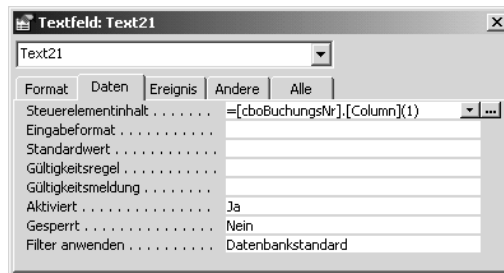 Textfeld: Text21
Text21
Format Daten Ereignis Andere Alle
Steuerelementinhalt . . . . . . . =[cboBuchungsNr].[Column](1)
Eingabeformat . . . . . . . . . . .
Standardwert . . . . . . . . . . . .
Gültigkeitsregel . . . . . . . . . .
Gültigkeitsmeldung . . . . . . . .
Aktiviert . . . . . . . . . . . . . . . Ja
Gesperrt . . . . . . . . . . . . . . . Nein
Filter anwenden . . . . . . . . . . Datenbankstandard